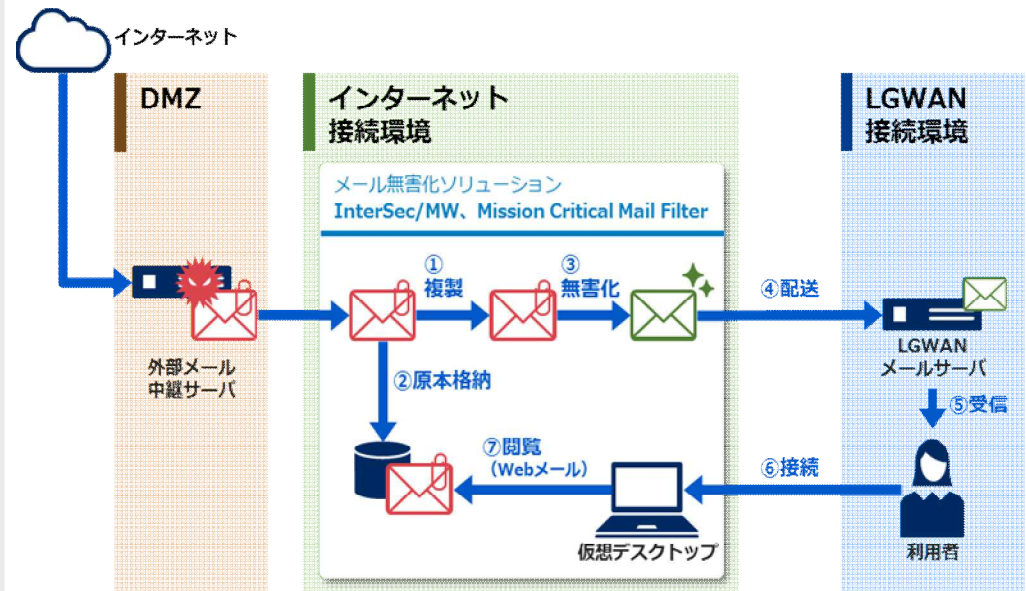 インターネット
DMZ
インターネット
接続環境
LGWAN
接続環境
メール無害化ソリューション
InterSec/MW、Mission Critical Mail Filter
①
複製
③
無害化
④配送
外部メール
中継サーバ
②原本格納
LGWAN
メールサーバ
⑤受信
⑦閲覧
（Webメール）
⑥接続
仮想デスクトップ
利用者